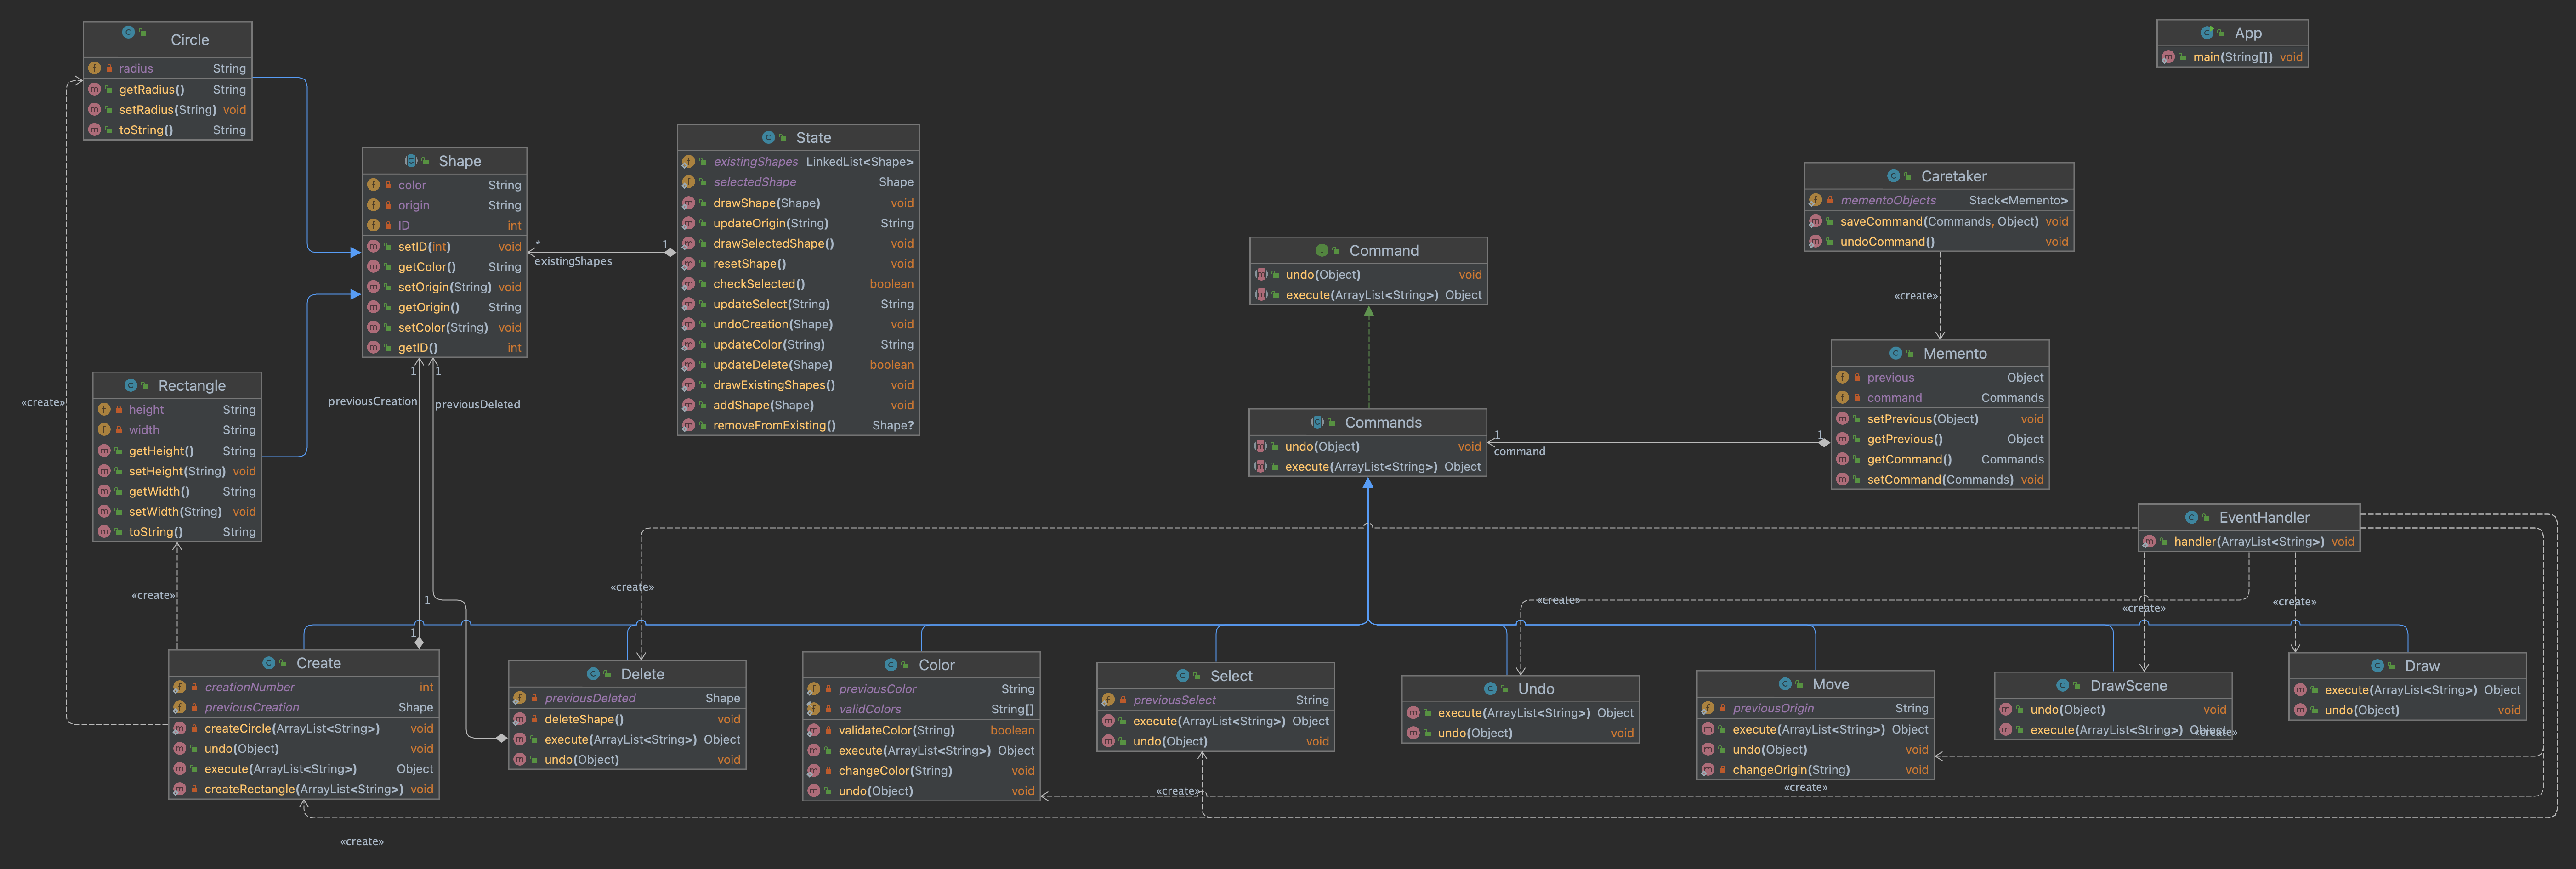 Circle
radius String
getRadius() String
setRadius(String) void
toString() String
App
main(String[]) void
State
existingShapes LinkedList<Shape>
selectedShape Shape
drawShape(Shape) void
updateOrigin(String) String
drawSelectedShape() void
resetShape() void
checkSelected() boolean
updateSelect(String) String
undoCreation(Shape) void
updateColor(String) String
updateDelete(Shape) boolean
drawExistingShapes() void
addShape(Shape) void
removeFromExisting() Shape?
Shape
color String
origin String
ID int
setID(int) void
getColor() String
setOrigin(String) void
getOrigin() String
setColor(String) void
getID() int
* 1
existingShapes
Caretaker
mementoObjects Stack<Memento>
saveCommand(Commands, Object) void
undoCommand() void
«create»
Command
undo(Object) void
execute(ArrayList<String>) Object
Memento
previous Object
command Commands
setPrevious(Object) void
getPrevious() Object
getCommand() Commands
setCommand(Commands) void
Commands
undo(Object) void
execute(ArrayList<String>) Object
1 1
command
Rectangle
height String
width String
getHeight() String
setHeight(String) void
getWidth() String
setWidth(String) void
toString() String
1 1
previousCreation previousDeleted
«create»
EventHandler
handler(ArrayList<String>) void
«create»
«create»
«create»
«create»
«create»
1
1
Create
creationNumber int
previousCreation Shape
createCircle(ArrayList<String>) void
undo(Object) void
execute(ArrayList<String>) Object
createRectangle(ArrayList<String>) void
Delete
previousDeleted Shape
deleteShape() void
execute(ArrayList<String>) Object
undo(Object) void
Color
previousColor String
validColors String[]
validateColor(String) boolean
execute(ArrayList<String>) Object
changeColor(String) void
undo(Object) void
Select
previousSelect String
execute(ArrayList<String>) Object
undo(Object) void
Undo
execute(ArrayList<String>) Object
undo(Object) void
Move
previousOrigin String
execute(ArrayList<String>) Object
undo(Object) void
changeOrigin(String) void
DrawScene
undo(Object) void
execute(ArrayList<String>) Object
«create»
Draw
execute(ArrayList<String>) Object
undo(Object) void
«create»
«create»
«create»